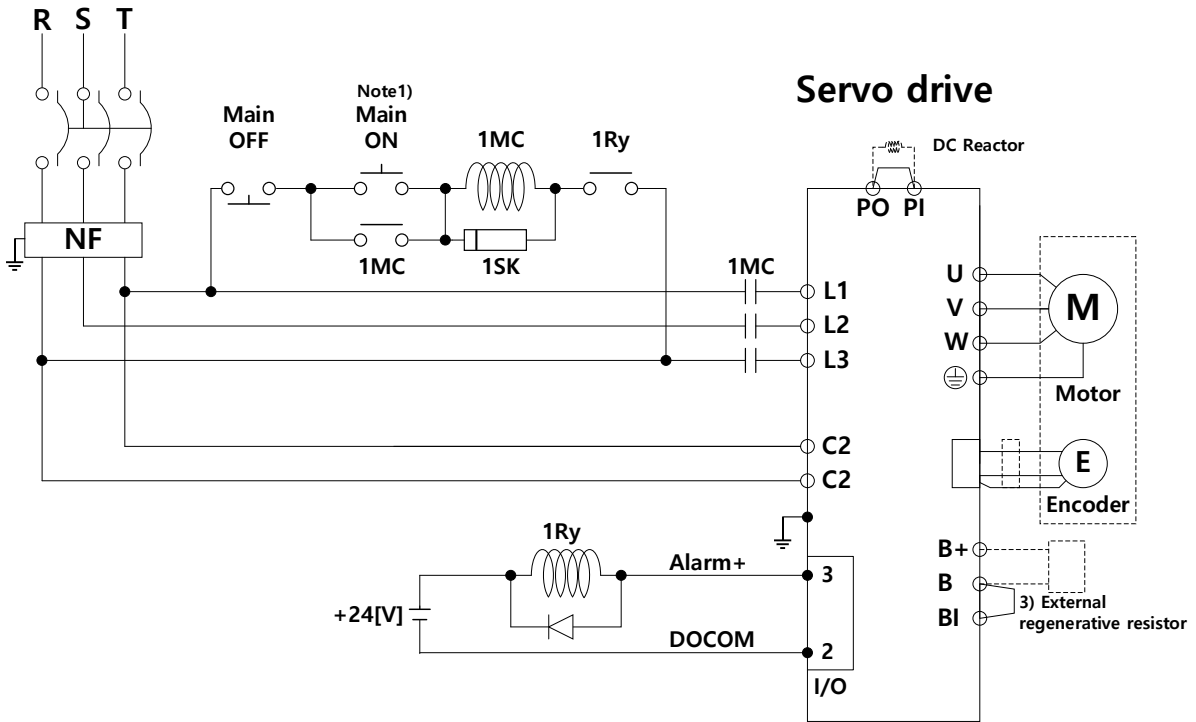 R S T
Servo drive
Note1)
Main
OFF
Main
ON
1MC
1Ry
DC Reactor
PO PI
NF
1MC
1SK
1MC
L1
L2
L3
U
V
W
M
Motor
C2
C2
E
Encoder
1Ry
Alarm+
3
+24[V]
DOCOM
2
I/O
B+
B
BI
3) External
regenerative resistor